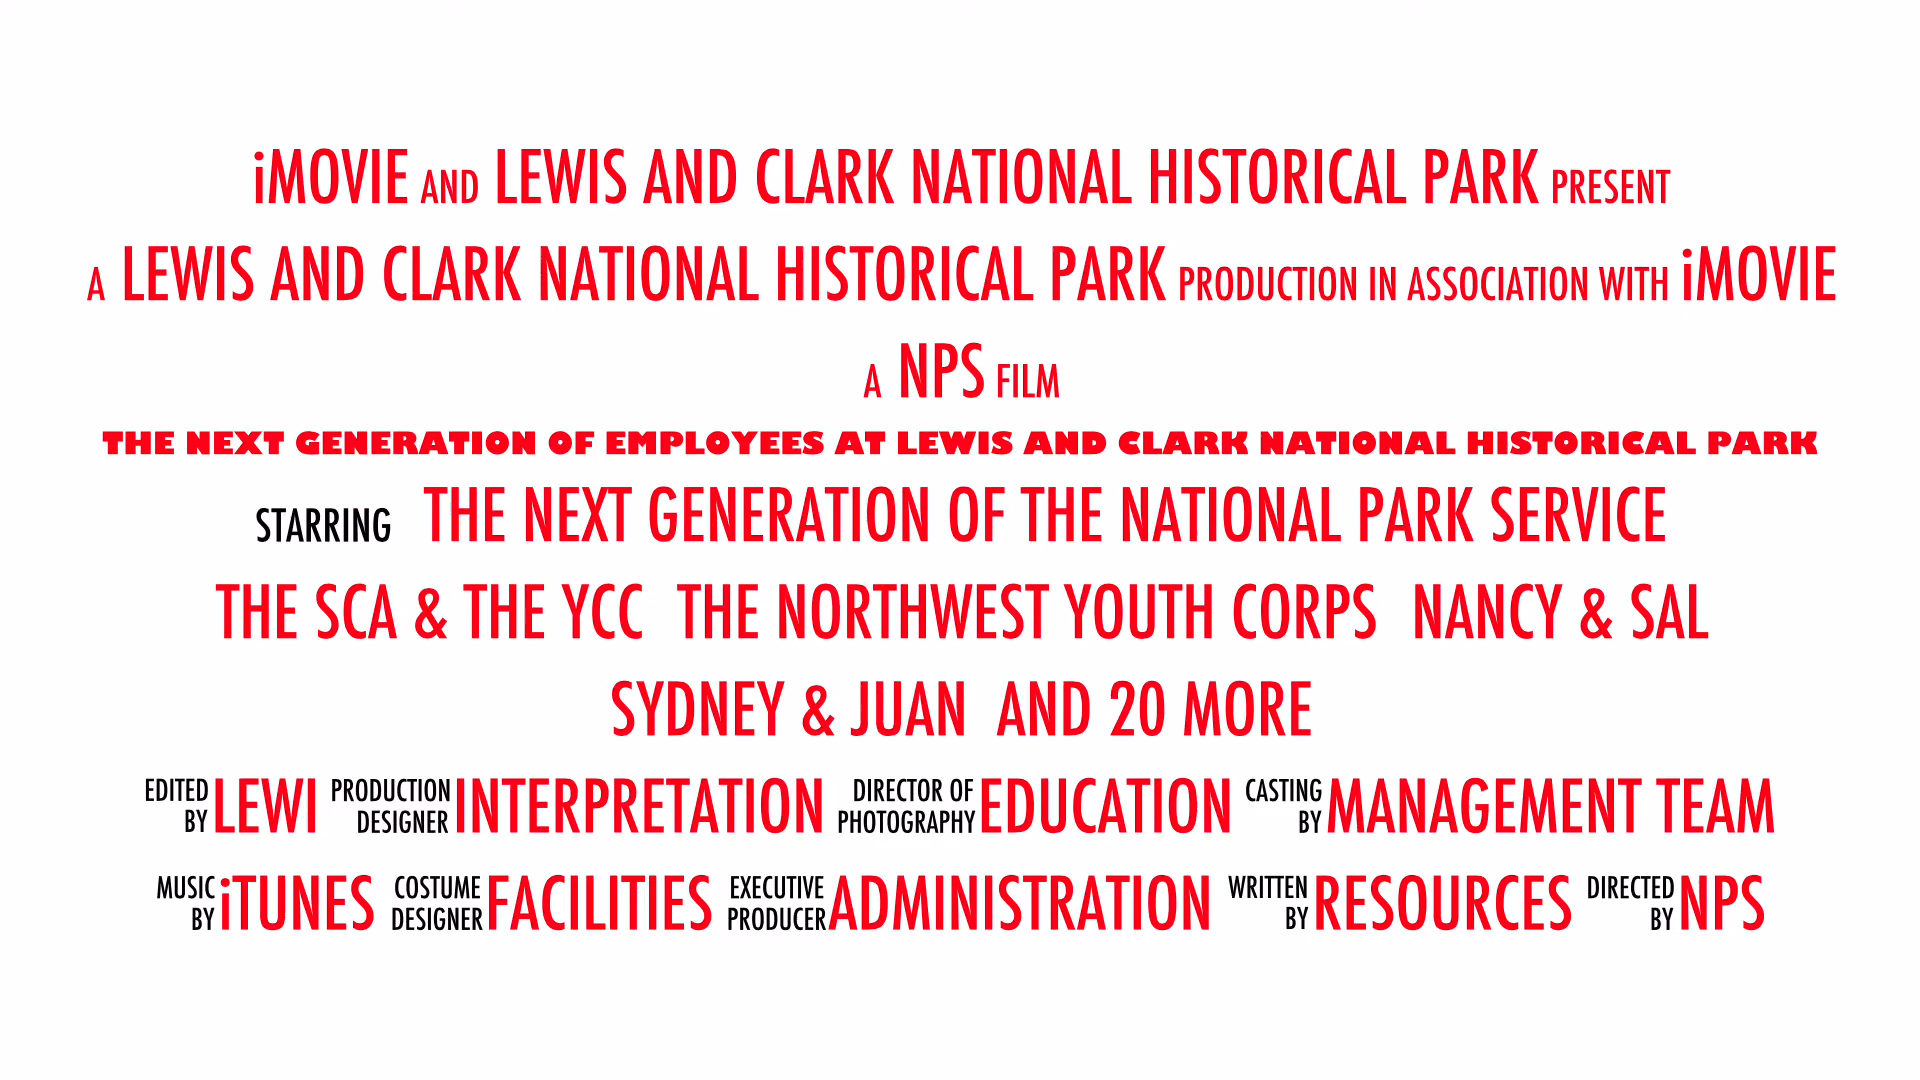 iMOVIE AND LEWIS AND CLARK NATIONAL HISTORICAL PARK PRESENT
A LEWIS AND CLARK NATIONAL HISTORICAL PARK PRODUCTION IN ASSOCIATION WITH iMOVIE
A NPS FILM
THE NEXT GENERATION OF EMPLOYEES AT LEWIS AND CLARK NATIONAL HISTORICAL PARK
STARRING THE NEXT GENERATION OF THE NATIONAL PARK SERVICE
THE SCA & THE YCC THE NORTHWEST YOUTH CORPS NANCY & SAL
SYDNEY & JUAN AND 20 MORE
EDITED BY LEWI PRODUCTION DESIGNER INTERPRETATION DIRECTOR OF PHOTOGRAPHY EDUCATION CASTING BY MANAGEMENT TEAM
MUSIC BY iTUNES COSTUME DESIGNER FACILITIES EXECUTIVE PRODUCER ADMINISTRATION WRITTEN BY RESOURCES DIRECTED BY NPS